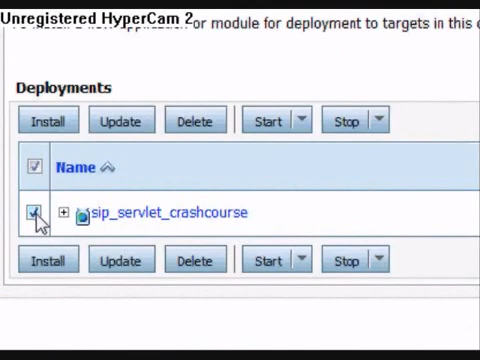 Unregistered HyperCam 2
or module for deployment to targets in this
Deployments
Install Update Delete Start Stop
Name
sip_servlet_crashcourse
Install Update Delete Start Stop